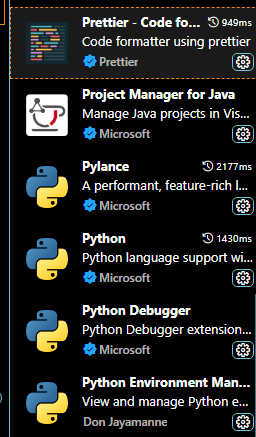 Prettier - Code fo... 949ms
Code formatter using prettier
Prettier
Project Manager for Java
Manage Java projects in Vis...
Microsoft
Pylance 2177ms
A performant, feature-rich l...
Microsoft
Python 1430ms
Python language support wi...
Microsoft
Python Debugger
Python Debugger extension...
Microsoft
Python Environment Man...
View and manage Python e...
Don Jayamanne